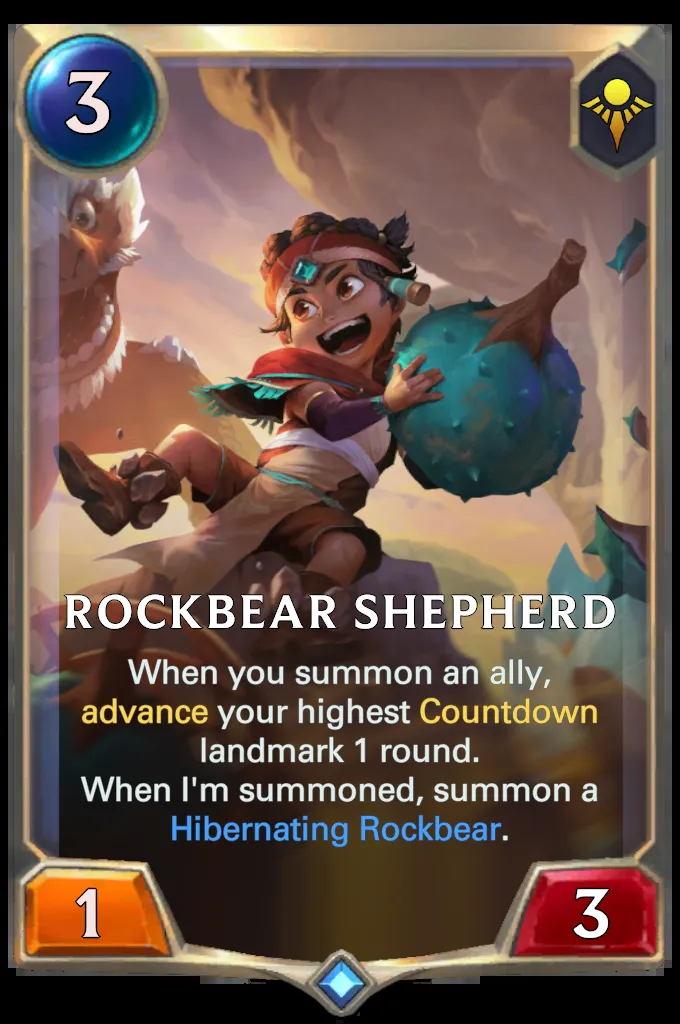 3
ROCKBEAR SHEPHERD
When you summon an ally,
advance your highest Countdown
landmark 1 round.
When I'm summoned, summon a
Hibernating Rockbear.
1
3